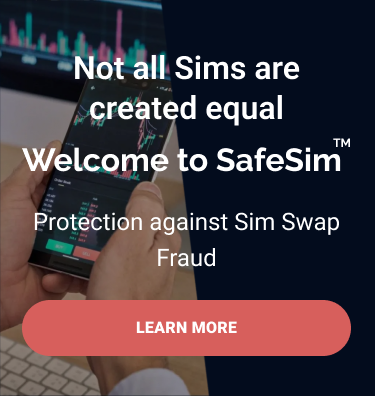 Not all Sims are
created equal
Welcome to SafeSim™
Protection against Sim Swap
Fraud
LEARN MORE